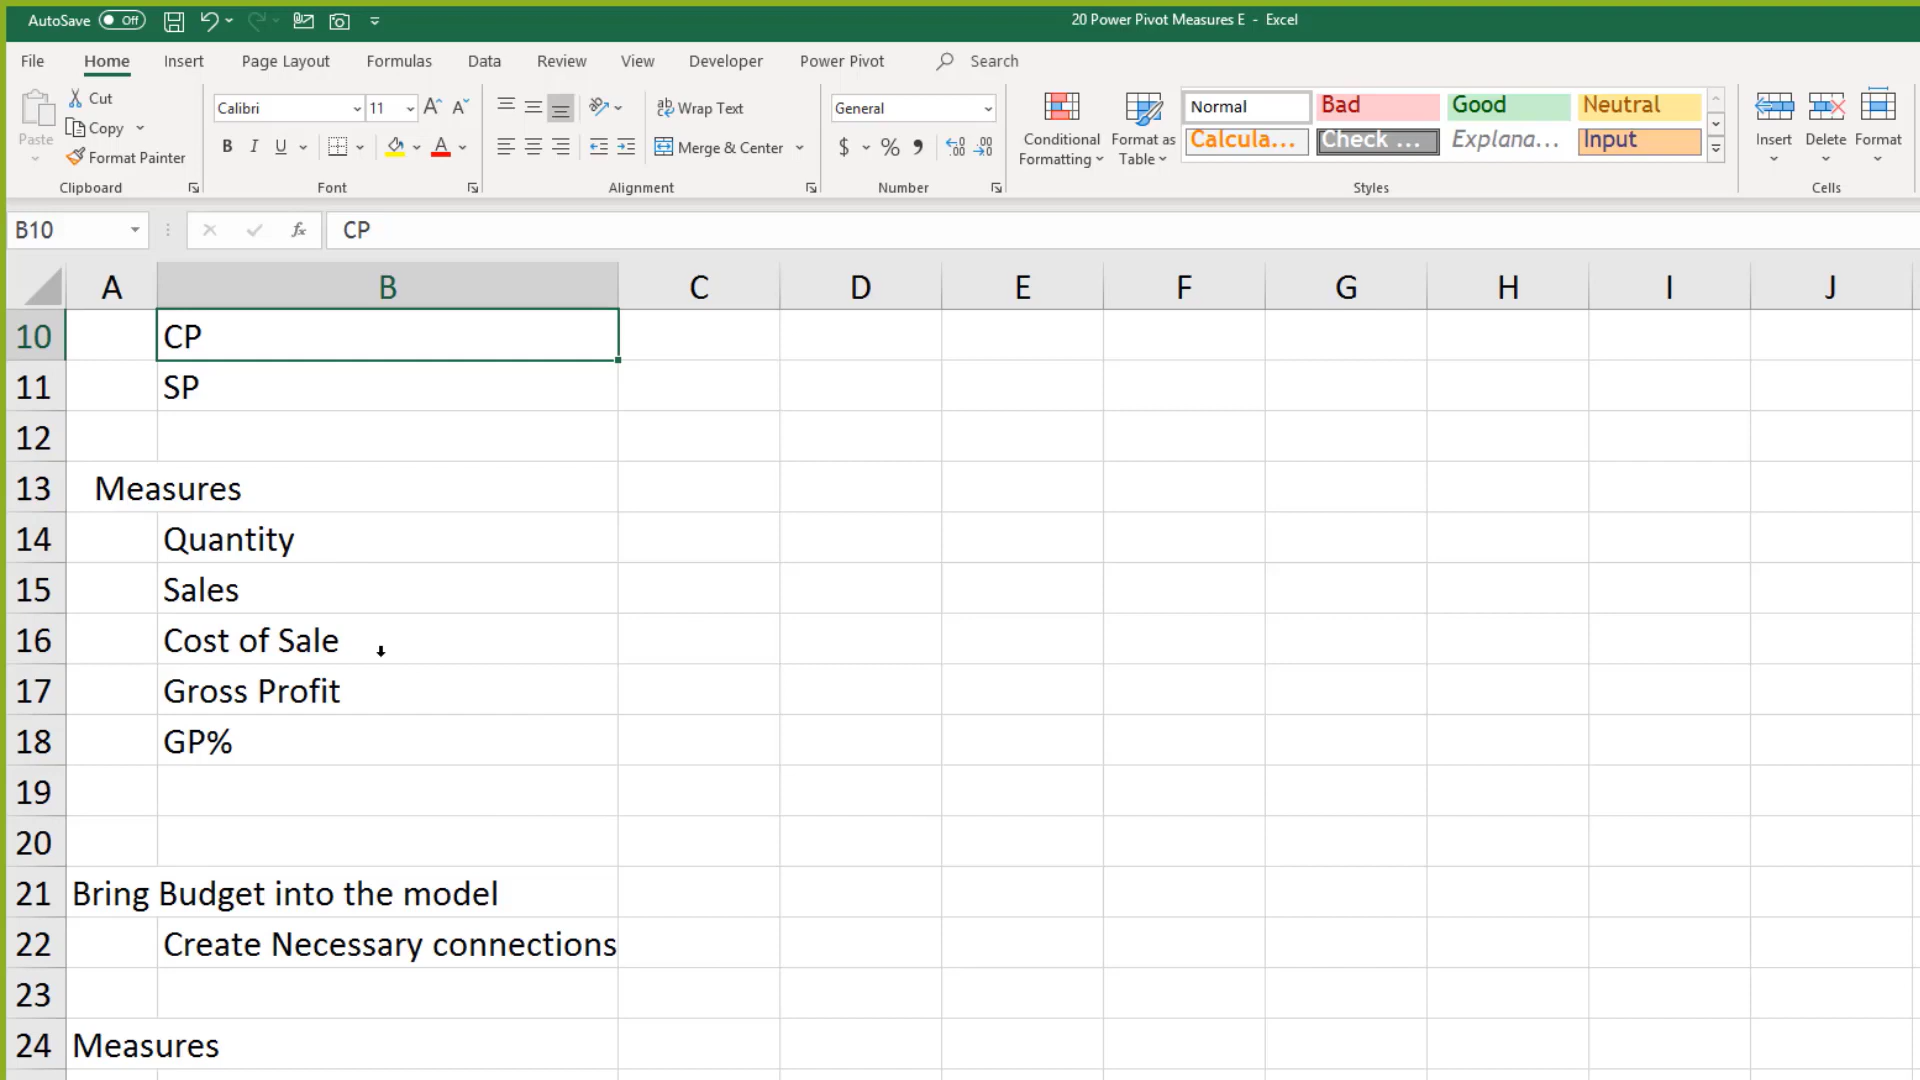 AutoSave Off 20 Power Pivot Measures E - Excel
File Home Insert Page Layout Formulas Data Review View Developer Power Pivot Search
Paste Cut Copy Format Painter Clipboard
Calibri 11 B I U A Font
Wrap Text Merge & Center Alignment
General $ % Number
Conditional Formatting Format as Table
Normal Bad Good Neutral
Calcula... Check ... Explana... Input
Styles
Insert Delete Format
Cells
B10 fx CP
A B C D E F G H I J
10 CP
11 SP
12
13 Measures
14 Quantity
15 Sales
16 Cost of Sale
17 Gross Profit
18 GP%
19
20
21 Bring Budget into the model
22 Create Necessary connections
23
24 Measures